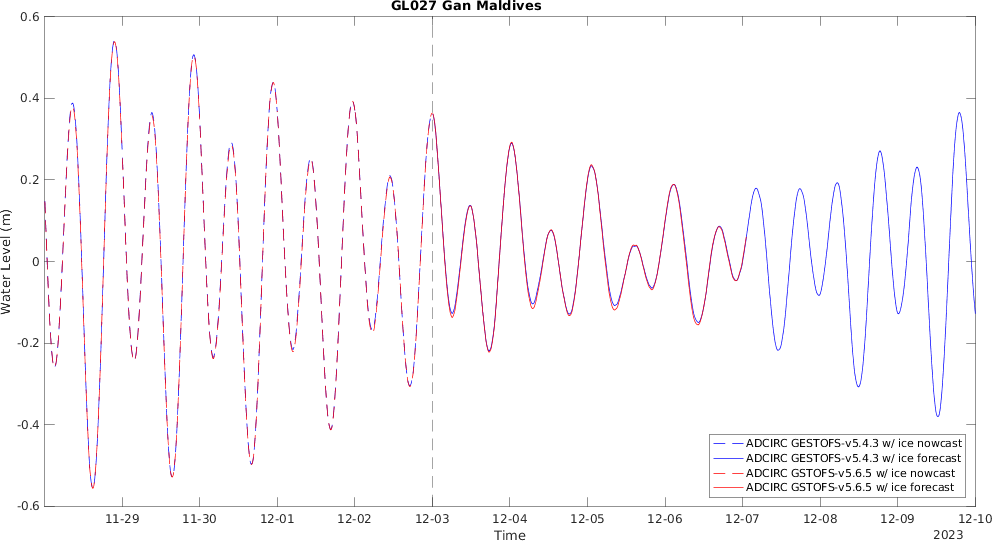 GL027 Gan Maldives
0.6
0.4
0.2
0
-0.2
-0.4
-0.6
Water Level (m)
ADCIRC GESTOFS-v5.4.3 w/ ice nowcast
ADCIRC GESTOFS-v5.4.3 w/ ice forecast
ADCIRC GSTOFS-v5.6.5 w/ ice nowcast
ADCIRC GSTOFS-v5.6.5 w/ ice forecast
11-29 11-30 12-01 12-02 12-03 12-04 12-05 12-06 12-07 12-08 12-09 12-10
Time
2023